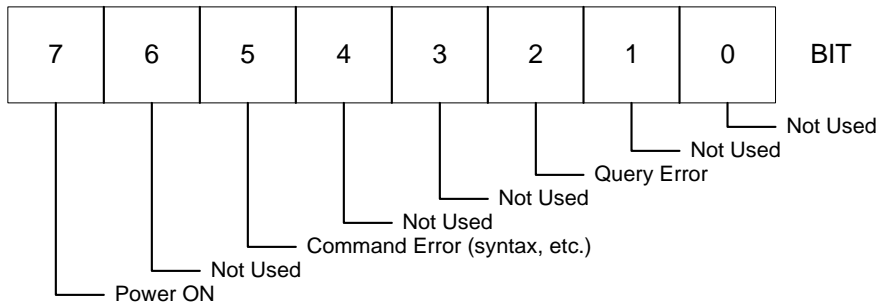 7 6 5 4 3 2 1 0 BIT
Not Used
Not Used
Query Error
Not Used
Not Used
Command Error (syntax, etc.)
Not Used
Power ON